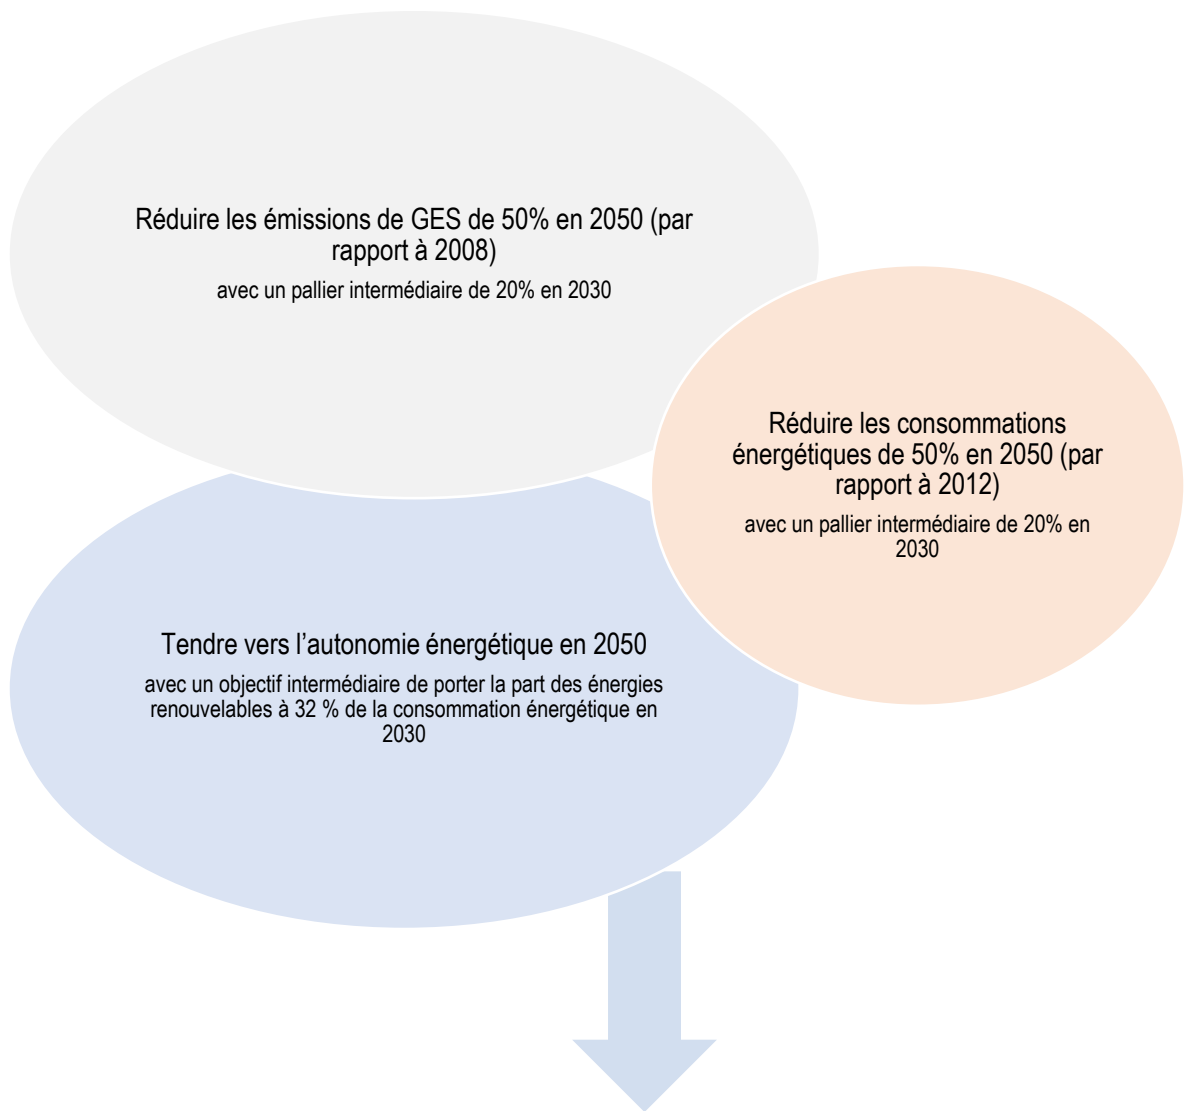 Réduire les émissions de GES de 50% en 2050 (par
rapport à 2008)
avec un pallier intermédiaire de 20% en 2030
Réduire les consommations
énergétiques de 50% en 2050 (par
rapport à 2012)
avec un pallier intermédiaire de 20% en
2030
Tendre vers l’autonomie énergétique en 2050
avec un objectif intermédiaire de porter la part des énergies
renouvelables à 32 % de la consommation énergétique en
2030